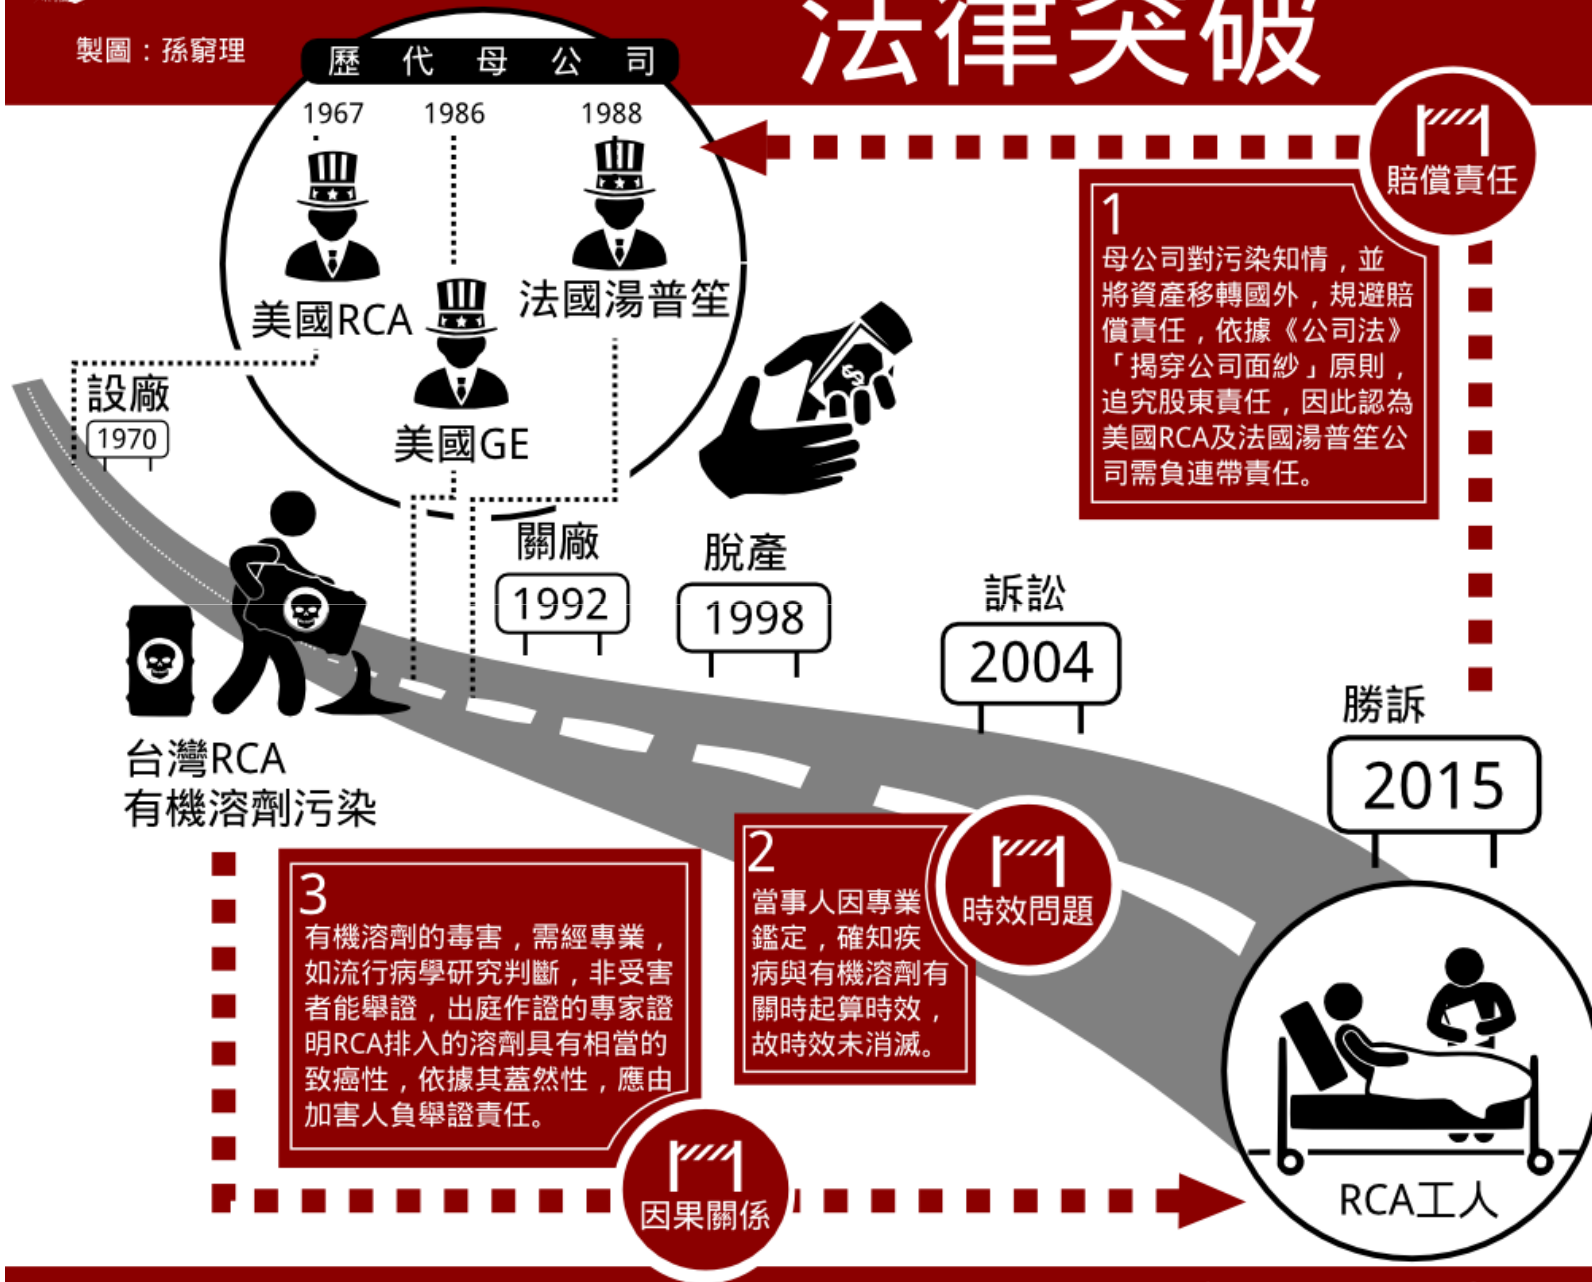 法律突破
製圖：孫窮理
歷代母公司
1967
1986
1988
美國RCA
法國湯普笙
美國GE
賠償責任
1
母公司對污染知情，並
將資產移轉國外，規避賠
償責任，依據《公司法》
「揭穿公司面紗」原則，
追究股東責任，因此認為
美國RCA及法國湯普笙公
司需負連帶責任。
設廠
1970
關廠
1992
脫產
1998
訴訟
2004
勝訴
2015
台灣RCA
有機溶劑污染
2
當事人因專業
鑑定，確知疾
病與有機溶劑有
關時起算時效，
故時效未消滅。
時效問題
3
有機溶劑的毒害，需經專業，
如流行病學研究判斷，非受害
者能舉證，出庭作證的專家證
明RCA排入的溶劑具有相當的
致癌性，依據其蓋然性，應由
加害人負舉證責任。
因果關係
RCA工人